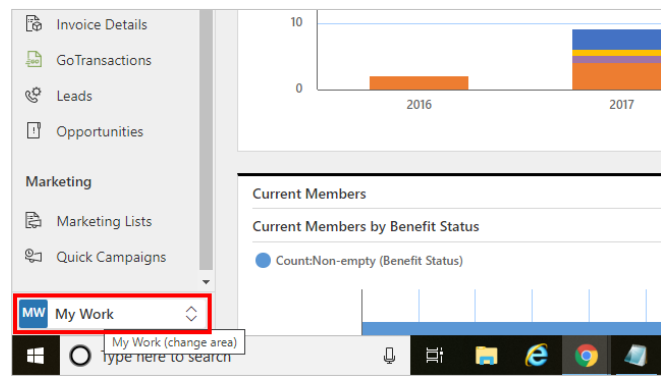 Invoice Details
GoTransactions
Leads
Opportunities
Marketing
Marketing Lists
Quick Campaigns
MW My Work
My Work (change area)
Type here to search
10
0
2016 2017
Current Members
Current Members by Benefit Status
Count:Non-empty (Benefit Status)